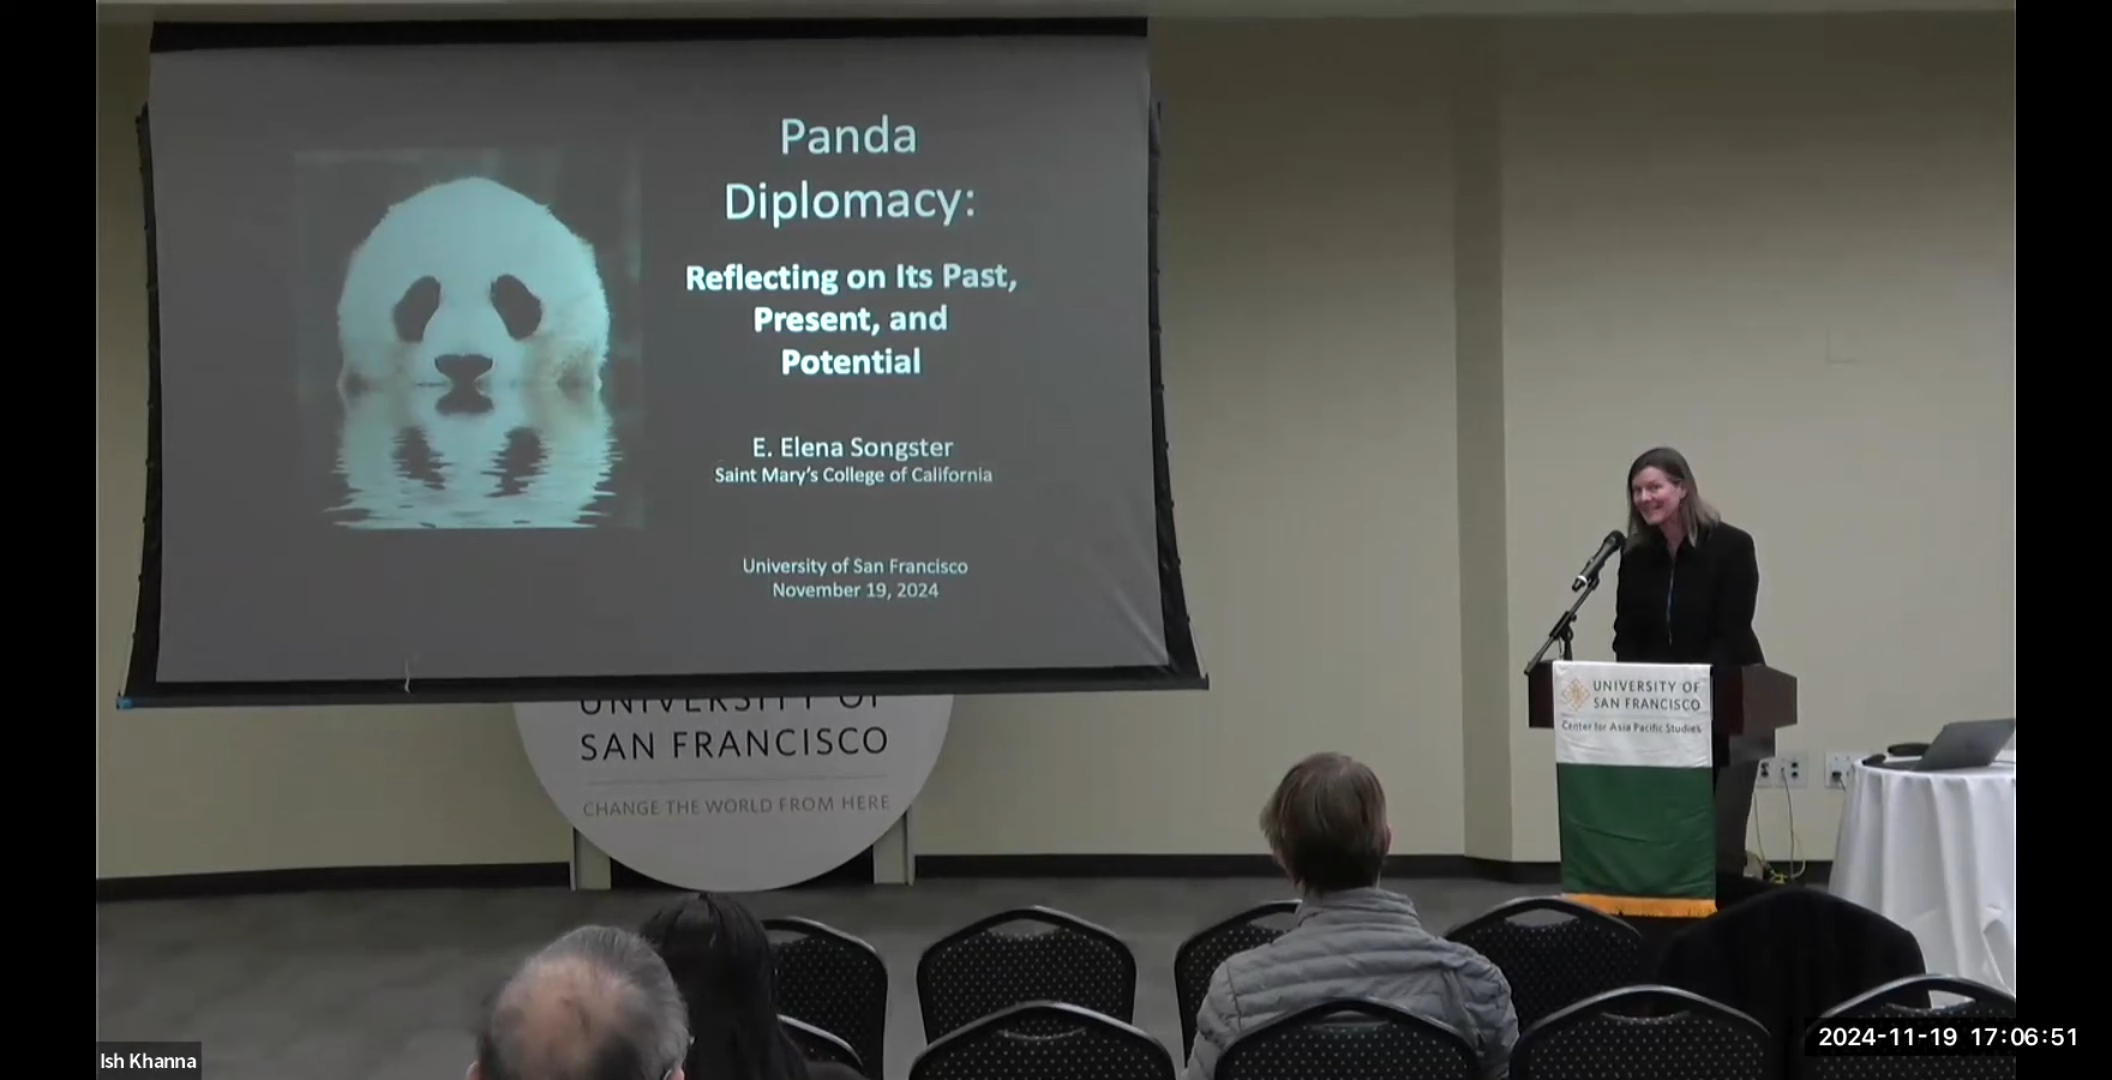 Panda
Diplomacy:
Reflecting on Its Past,
Present, and
Potential
E. Elena Songster
Saint Mary's College of California
University of San Francisco
November 19, 2024
UNIVERSITY OF
SAN FRANCISCO
CHANGE THE WORLD FROM HERE
UNIVERSITY OF
SAN FRANCISCO
Center for Asia Pacific Studies
Ish Khanna
2024-11-19 17:06:51